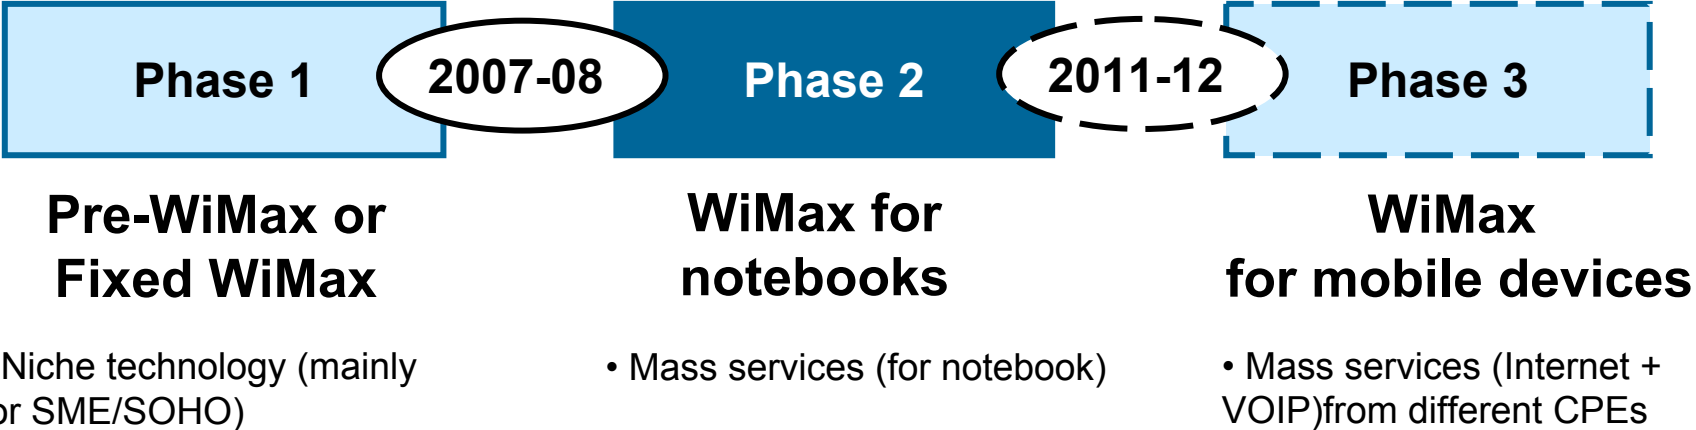 Phase 1
2007-08
Phase 2
2011-12
Phase 3
Pre-WiMax or
Fixed WiMax
WiMax for
notebooks
WiMax
for mobile devices
Niche technology (mainly
or SME/SOHO)
• Mass services (for notebook)
• Mass services (Internet +
VOIP)from different CPEs